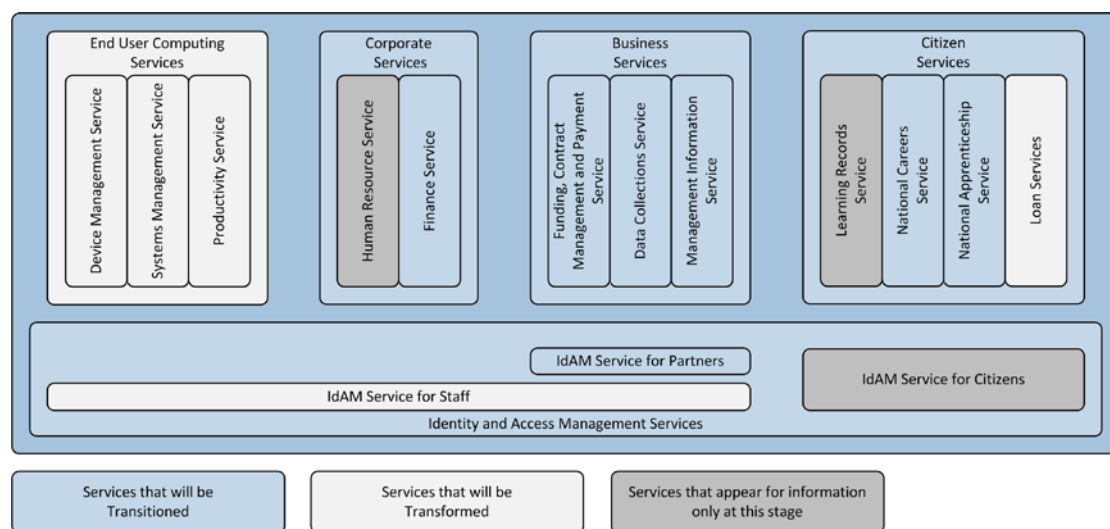 End User Computing
Services
Device Management Service
Systems Management Service
Productivity Service
Corporate
Services
Human Resource Service
Finance Service
Business
Services
Funding, Contract
Management and Payment
Service
Data Collections Service
Management Information
Service
Citizen
Services
Learning Records
Service
National Careers
Service
National Apprenticeship
Service
Loan Services
IdAM Service for Partners
IdAM Service for Citizens
IdAM Service for Staff
Identity and Access Management Services
Services that will be
Transitioned
Services that will be
Transformed
Services that appear for information
only at this stage